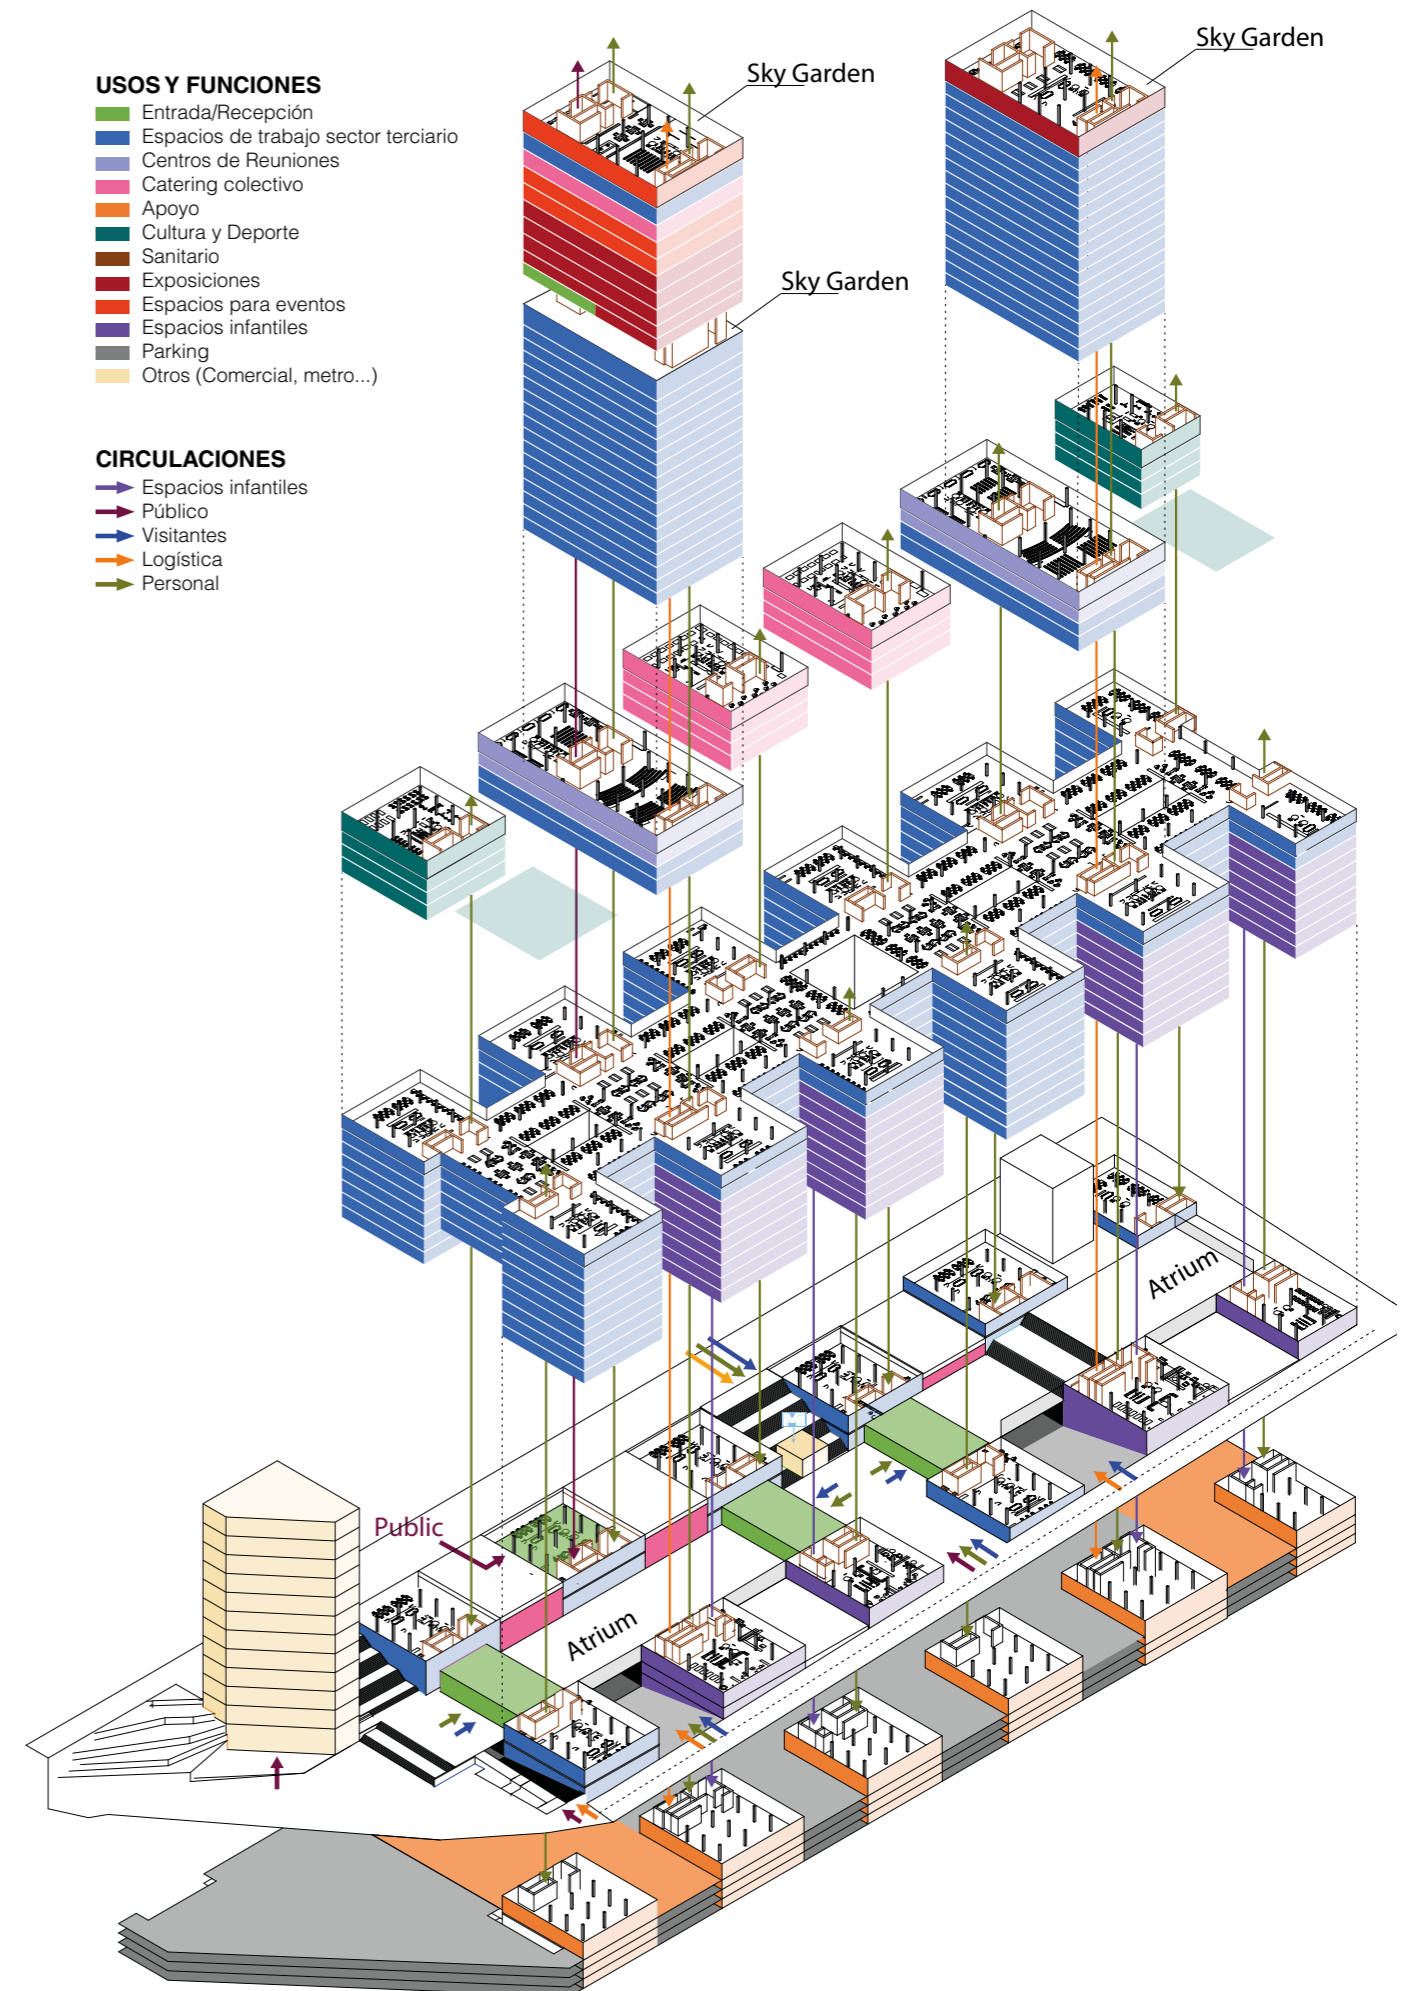 Sky Garden
Sky Garden
Sky Garden
USOS Y FUNCIONES
Entrada/Recepción
Espacios de trabajo sector terciario
Centros de Reuniones
Catering colectivo
Apoyo
Cultura y Deporte
Sanitario
Exposiciones
Espacios para eventos
Espacios infantiles
Parking
Otros (Comercial, metro...)
CIRCULACIONES
Espacios infantiles
Público
Visitantes
Logística
Personal
Atrium
Public
Atrium